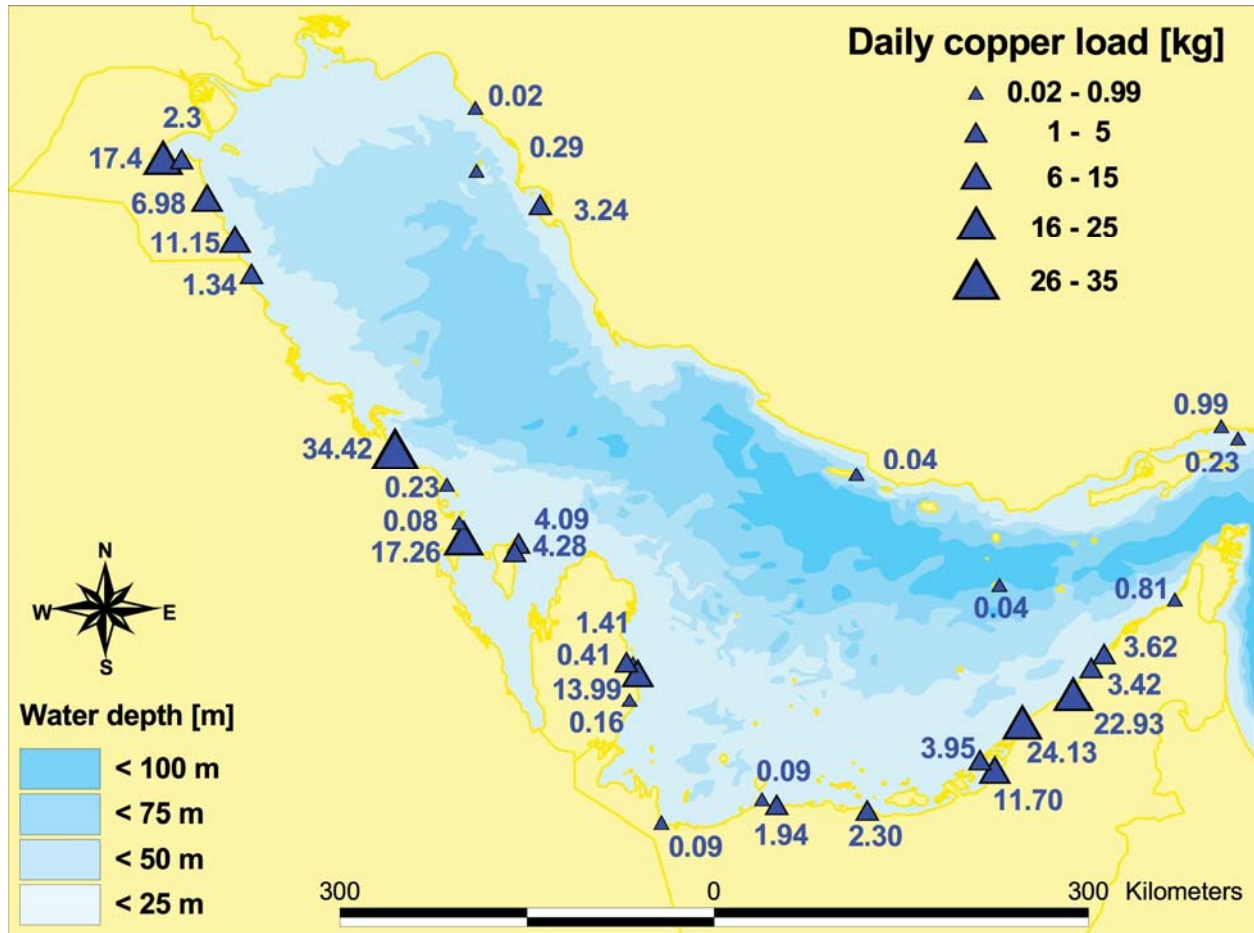 Daily copper load [kg]
0.02 - 0.99
1 - 5
6 - 15
16 - 25
26 - 35
0.02
2.3
0.29
17.4
6.98
3.24
11.15
1.34
0.99
34.42
0.04
0.23
0.23
0.08
4.09
17.26
4.28
N
W E
S
0.04
0.81
1.41
0.41
3.62
13.99
3.42
0.16
22.93
Water depth [m]
24.13
3.95
< 100 m
0.09
11.70
< 75 m
1.94
2.30
0.09
< 50 m
< 25 m
300 0 300 Kilometers